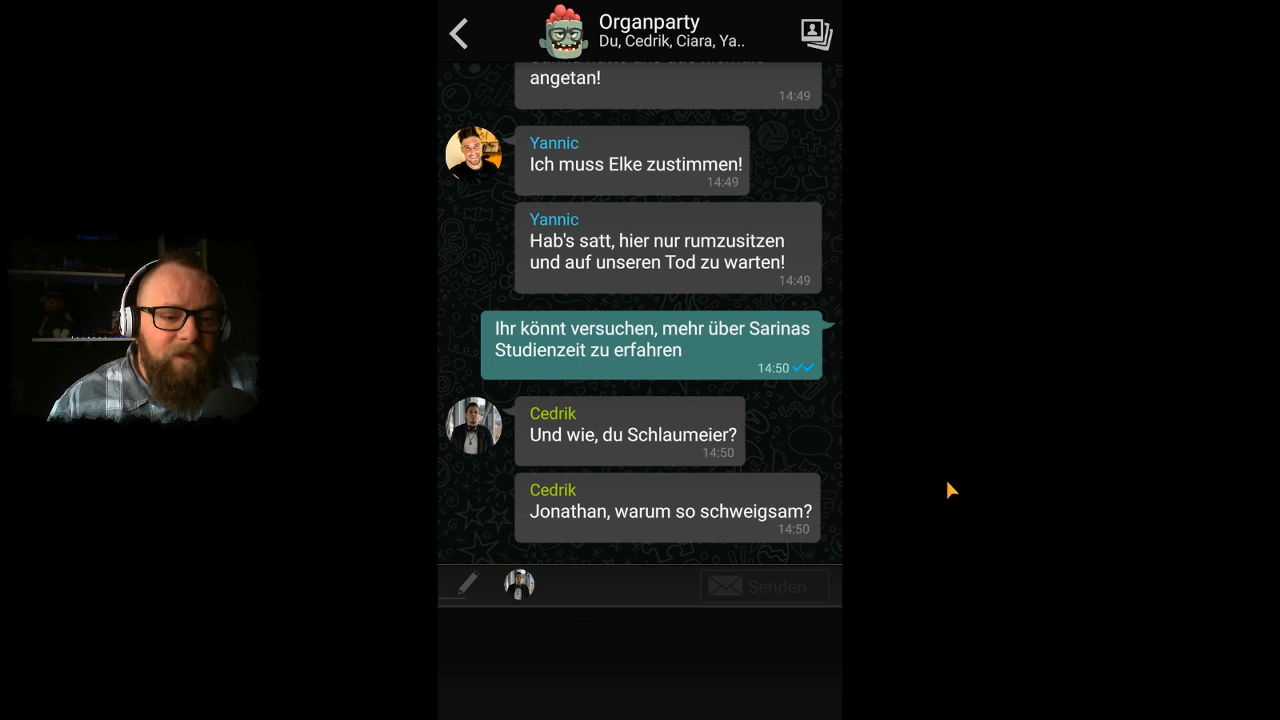 Organparty
Du, Cedrik, Ciara, Ya..
angetan!
14:49
Yannic
Ich muss Elke zustimmen!
14:49
Yannic
Hab's satt, hier nur rumzusitzen
und auf unseren Tod zu warten!
14:49
Ihr könnt versuchen, mehr über Sarinas
Studienzeit zu erfahren
14:50
Cedrik
Und wie, du Schlaumeier?
14:50
Cedrik
Jonathan, warum so schweigsam?
14:50
Senden